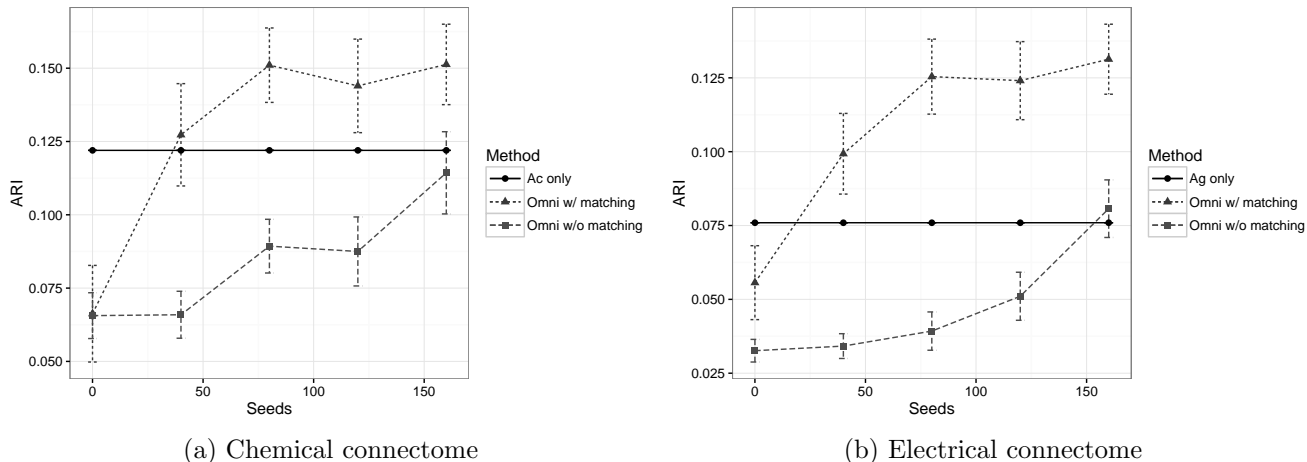 0.150
0.125
0.100
0.075
0.050
ARI
0 50 100 150
Seeds
Method
Ac only
Omni w/ matching
Omni w/o matching
(a) Chemical connectome
0.125
0.100
0.075
0.050
0.025
ARI
0 50 100 150
Seeds
Method
Ag only
Omni w/ matching
Omni w/o matching
(b) Electrical connectome